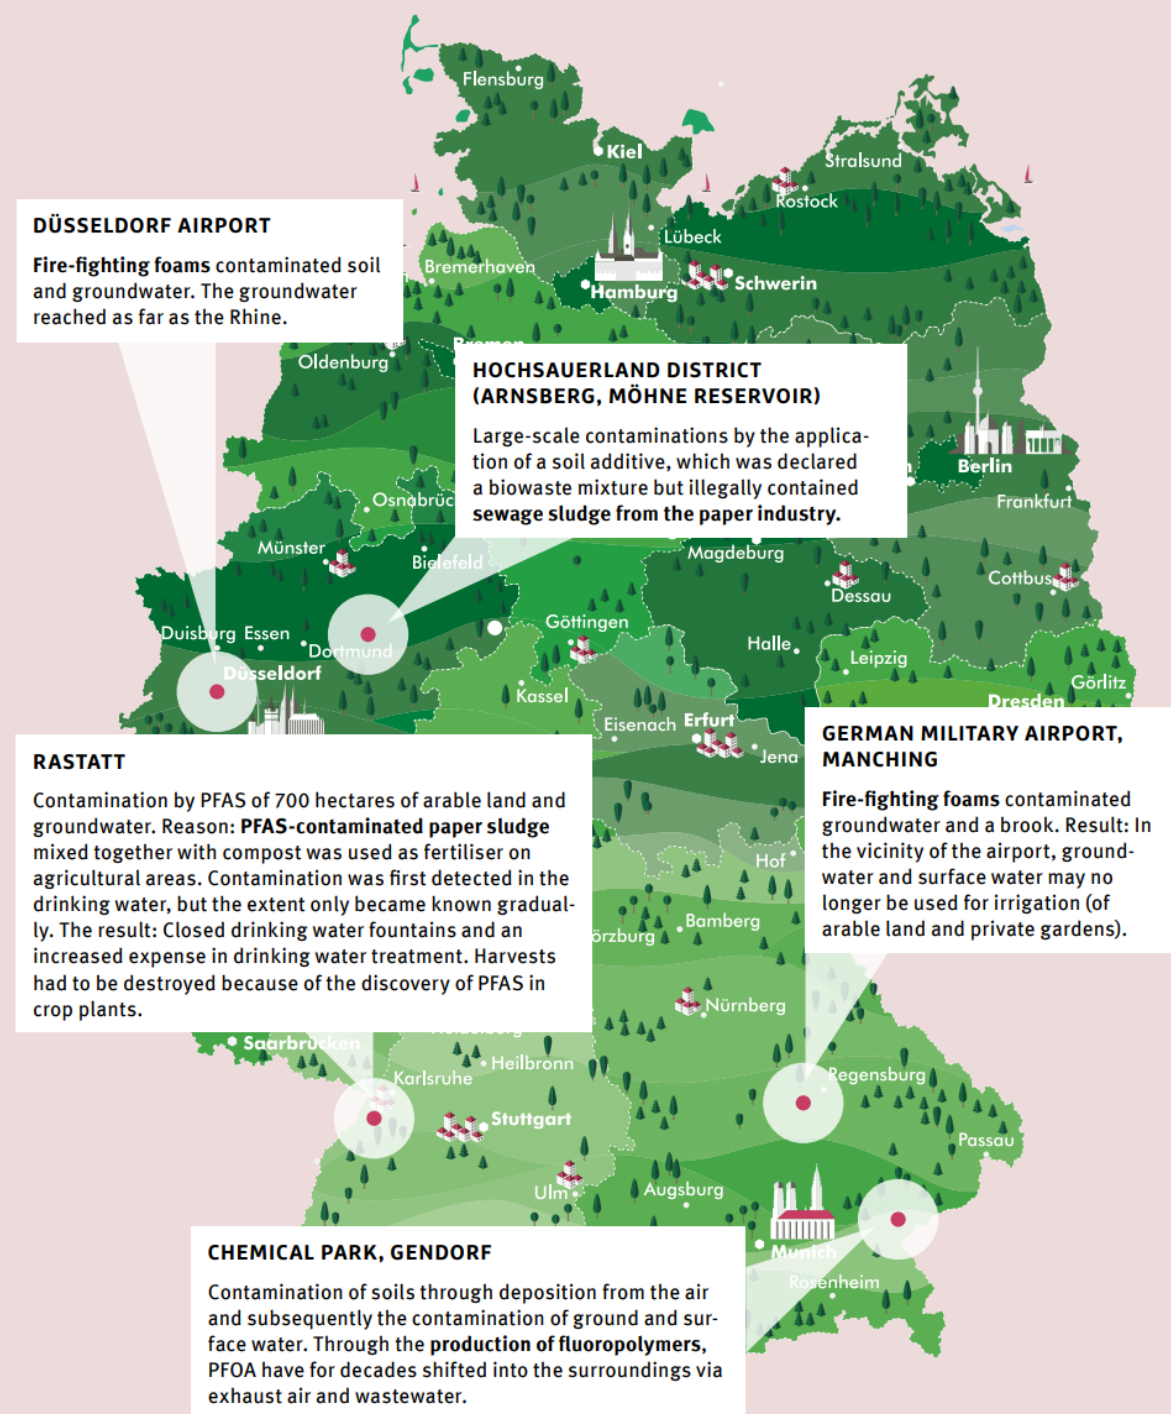 Flensburg
Kiel
Stralsund
Rostock
Lübeck
Bremerhaven
Hamburg
Schwerin
DÜSSELDORF AIRPORT
Fire-fighting foams contaminated soil
and groundwater. The groundwater
reached as far as the Rhine.
Bremen
Oldenburg
HOCHSAUERLAND DISTRICT
(ARNSBERG, MÖHNE RESERVOIR)
Large-scale contaminations by the applica-
tion of a soil additive, which was declared
a biowaste mixture but illegally contained
sewage sludge from the paper industry.
Berlin
Frankfurt
Osnabrüc
Münster
Bielefeld
Magdeburg
Cottbus
Dessau
Göttingen
Duisburg Essen
Dortmund
Halle
Leipzig
Düsseldorf
Kassel
Görlitz
Dresden
Eisenach
Erfurt
Jena
RASTATT
Contamination by PFAS of 700 hectares of arable land and
groundwater. Reason: PFAS-contaminated paper sludge
mixed together with compost was used as fertiliser on
agricultural areas. Contamination was first detected in the
drinking water, but the extent only became known gradual-
ly. The result: Closed drinking water fountains and an
increased expense in drinking water treatment. Harvests
had to be destroyed because of the discovery of PFAS in
crop plants.
GERMAN MILITARY AIRPORT,
MANCHING
Fire-fighting foams contaminated
groundwater and a brook. Result: In
the vicinity of the airport, ground-
water and surface water may no
longer be used for irrigation (of
arable land and private gardens).
Hof
Bamberg
örzburg
Nürnberg
Heidelberg
Saarbrücken
Heilbronn
Karlsruhe
Regensburg
Stuttgart
Passau
Ulm
Augsburg
Munich
Rosenheim
CHEMICAL PARK, GENDORF
Contamination of soils through deposition from the air
and subsequently the contamination of ground and sur-
face water. Through the production of fluoropolymers,
PFOA have for decades shifted into the surroundings via
exhaust air and wastewater.